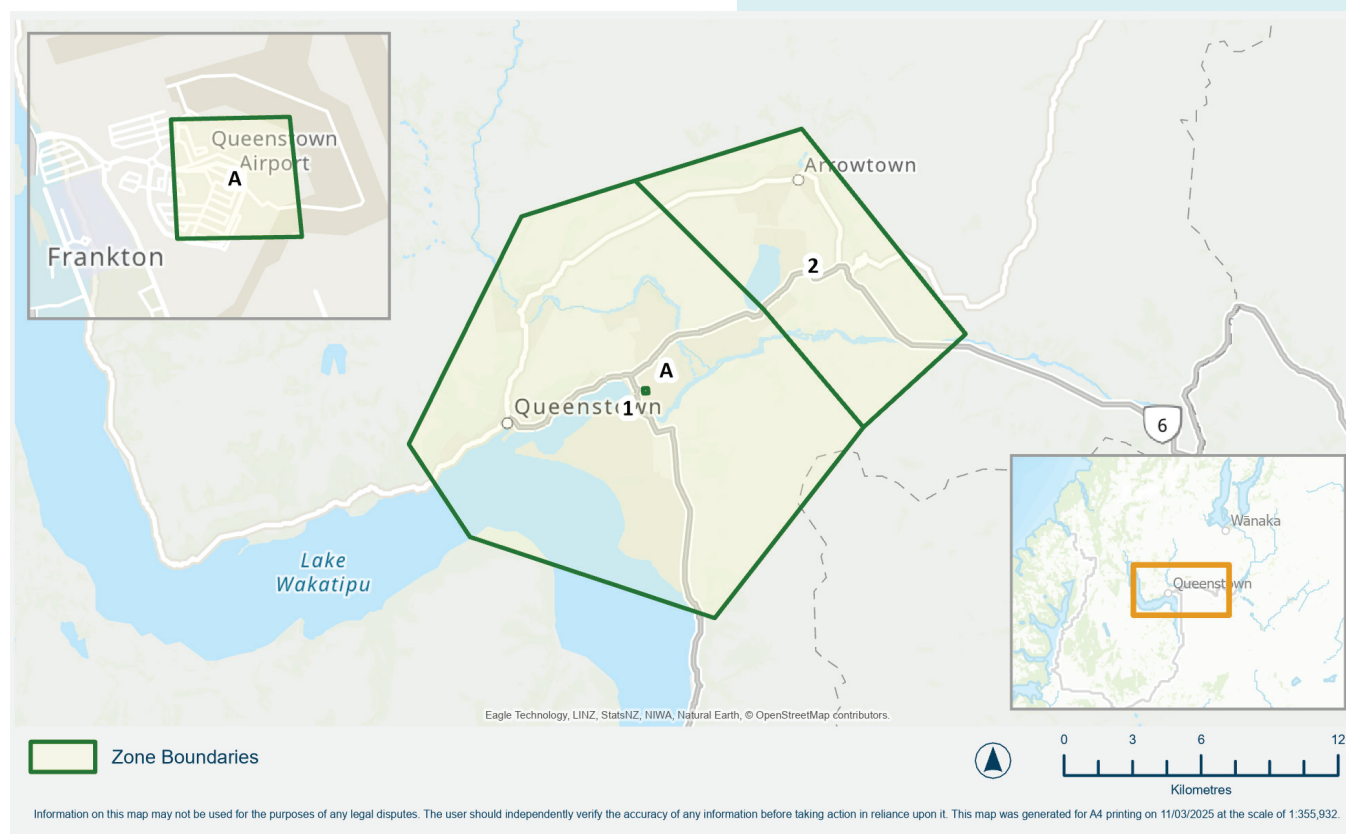 Queenstown
Airport
A
Frankton
Arrowtown
2
A
Queenstown
1
6
Lake
Wakatipu
Wānaka
Queenstown
Eagle Technology, LINZ, StatsNZ, NIWA, Natural Earth, © OpenStreetMap contributors.
Zone Boundaries
0 3 6 12
Kilometres
Information on this map may not be used for the purposes of any legal disputes. The user should independently verify the accuracy of any information before taking action in reliance upon it. This map was generated for A4 printing on 11/03/2025 at the scale of 1:355,932.